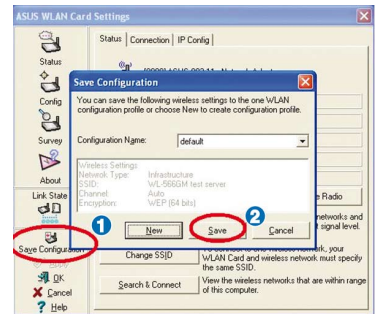 ASUS WLAN Card Settings
Status
Connection
IP Config
Status
Config
Survey
About
Link State
Save Configuration
OK
Cancel
Help
Save Configuration
You can save the following wireless settings to the one WLAN
configuration profile or choose New to create configuration profile.
Configuration Name:
default
Wireless Settings
Network Type: Infrastructure
SSID: WL-566GM test server
Channel: Auto
Encryption: WEP (64 bits)
1
2
New
Save
Cancel
e Radio
networks and
t signal level.
Change SSID
rk, your
WLAN Card and wireless network must specify
the same SSID.
Search & Connect
View the wireless networks that are within range
of this computer.